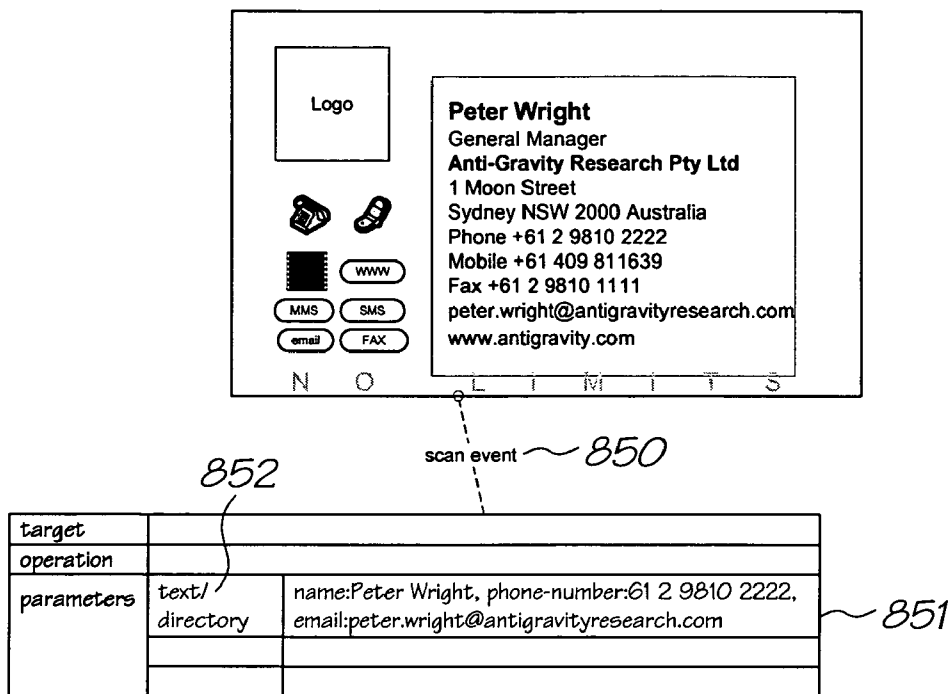 Logo
Peter Wright
General Manager
Anti-Gravity Research Pty Ltd
1 Moon Street
Sydney NSW 2000 Australia
Phone +61 2 9810 2222
Mobile +61 409 811639
Fax +61 2 9810 1111
peter.wright@antigravityresearch.com
www.antigravity.com
WWW
MMS SMS
email FAX
NO LIMITS
scan event 850
852
target
operation
parameters text/ name:Peter Wright, phone-number:61 2 9810 2222,
directory email:peter.wright@antigravityresearch.com
851